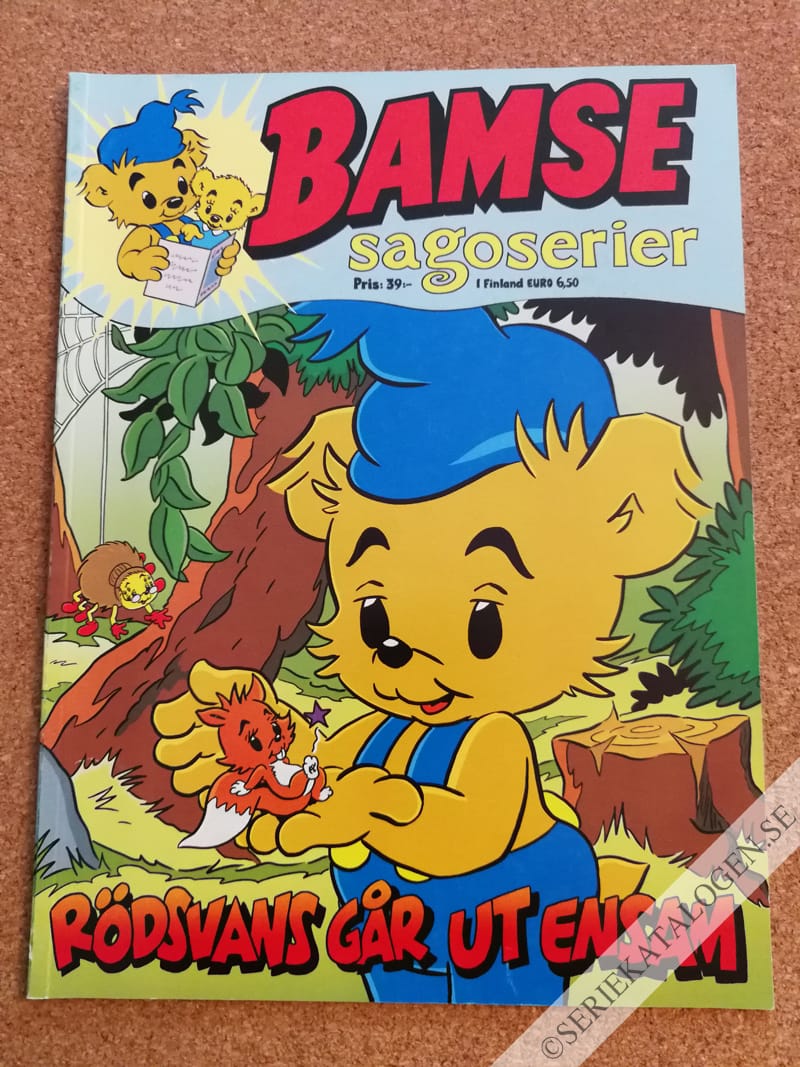 BAMSE
sagoserier
Pris: 39:- I Finland EURO 6,50
RÖDSVANS GÅR UT ENSAM
©SERIEKATALOGEN.SE